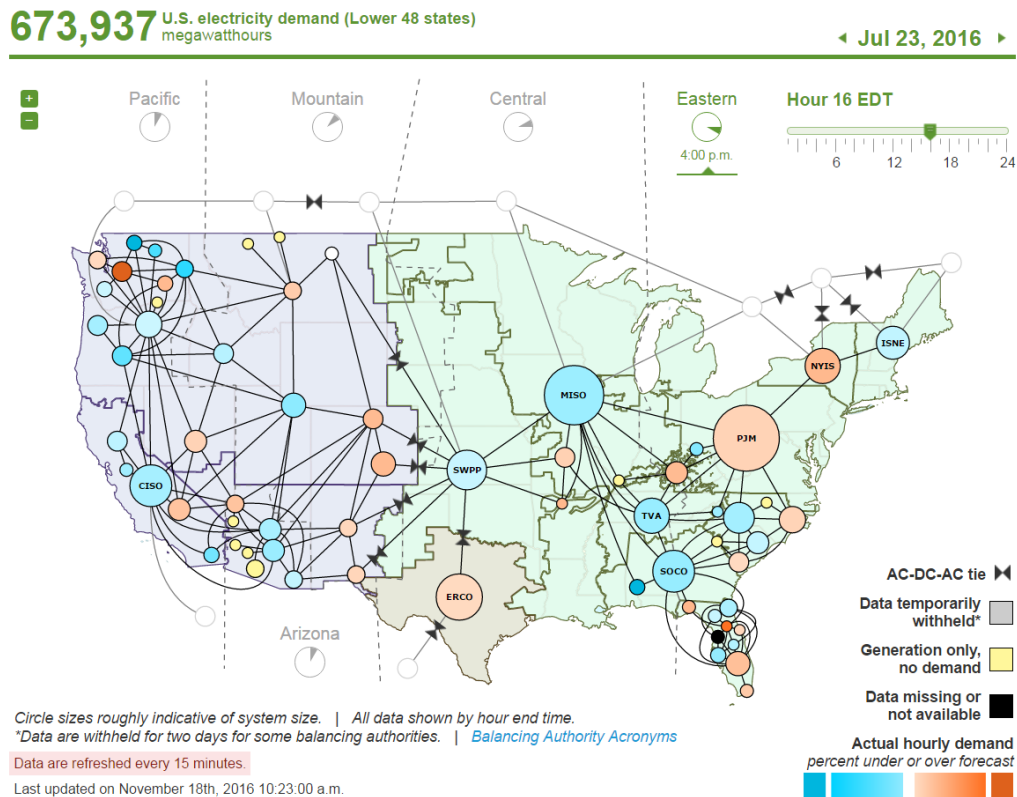 673,937 U.S. electricity demand (Lower 48 states)
megawatthours
Jul 23, 2016
+
−
Pacific
Mountain
Central
Eastern
4:00 p.m.
Hour 16 EDT
6 12 18 24
ISNE
NYIS
MISO
PJM
SWPP
CISO
TVA
SOCO
ERCO
Arizona
AC-DC-AC tie
Data temporarily
withheld*
Generation only,
no demand
Data missing or
not available
Actual hourly demand
percent under or over forecast
Circle sizes roughly indicative of system size. | All data shown by hour end time.
*Data are withheld for two days for some balancing authorities. | Balancing Authority Acronyms
Data are refreshed every 15 minutes.
Last updated on November 18th, 2016 10:23:00 a.m.